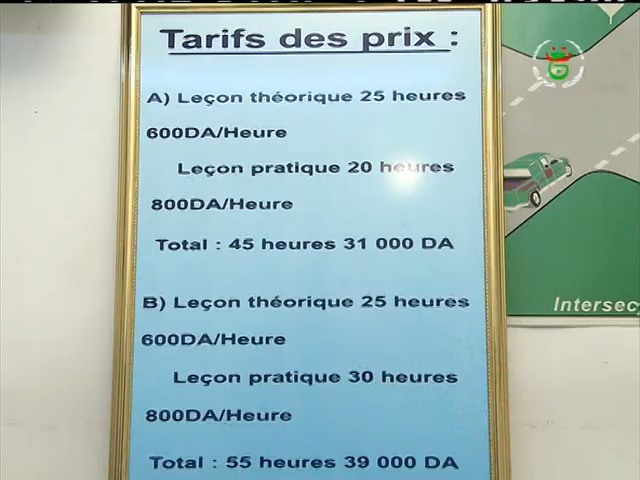 Tarifs des prix :
A) Leçon théorique 25 heures
600DA/Heure
Leçon pratique 20 heures
800DA/Heure
Total : 45 heures 31 000 DA
B) Leçon théorique 25 heures
600DA/Heure
Leçon pratique 30 heures
800DA/Heure
Total : 55 heures 39 000 DA
Intersec